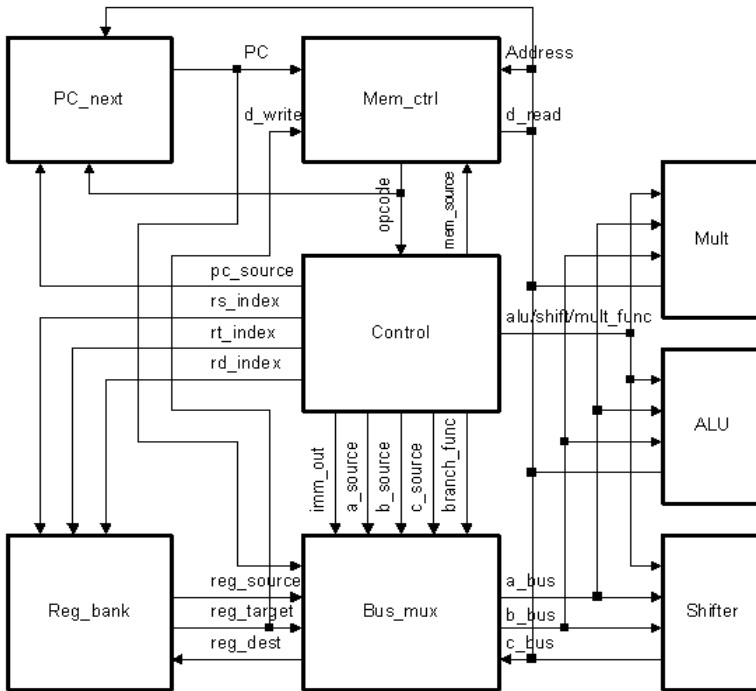 PC
Address
PC_next
Mem_ctrl
d_write
d_read
opcode
mem_source
Mult
pc_source
rs_index
rt_index
rd_index
Control
alu/shift/mult_func
ALU
imm_out
a_source
b_source
c_source
branch_func
Reg_bank
reg_source
reg_target
reg_dest
Bus_mux
a_bus
b_bus
c_bus
Shifter